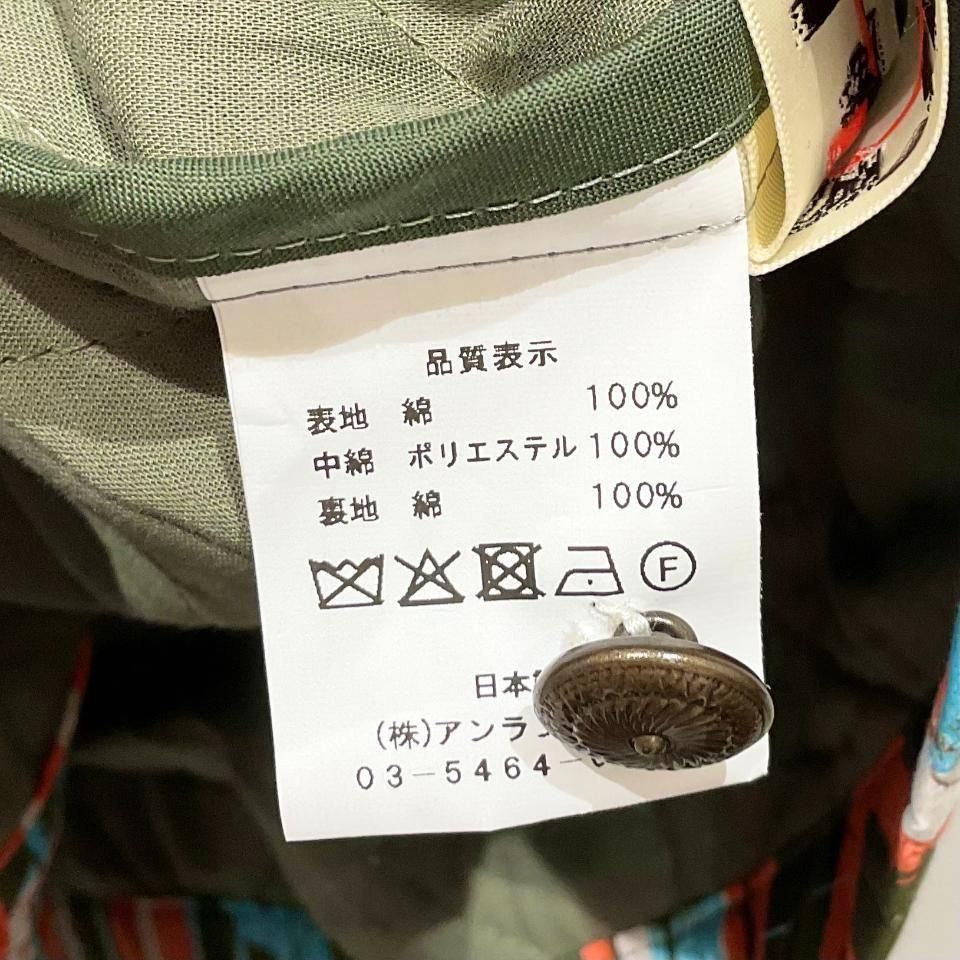 品質表示
表地 綿 100%
中綿 ポリエステル 100%
裏地 綿 100%
F
日本
(株)アンラ
03-5464-